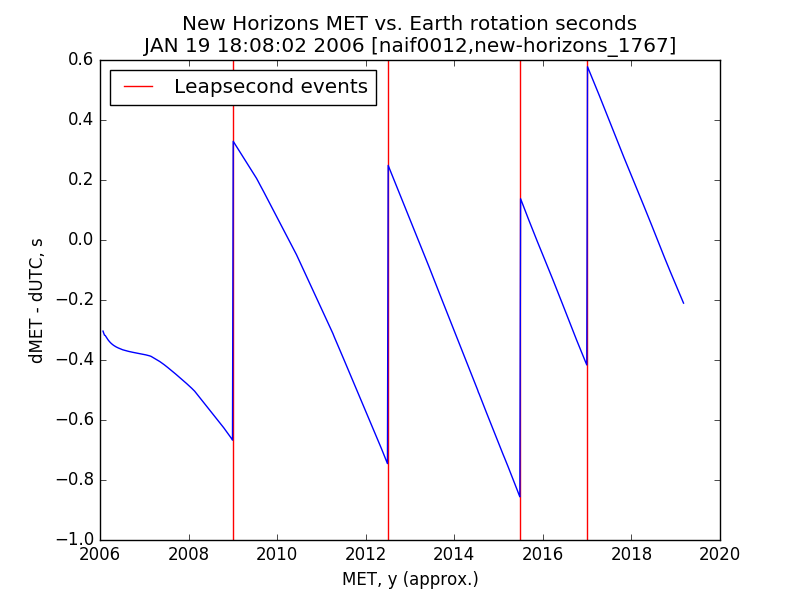 New Horizons MET vs. Earth rotation seconds
JAN 19 18:08:02 2006 [naif0012,new-horizons_1767]
Leapsecond events
dMET - dUTC, s
0.6
0.4
0.2
0.0
−0.2
−0.4
−0.6
−0.8
−1.0
2006 2008 2010 2012 2014 2016 2018 2020
MET, y (approx.)